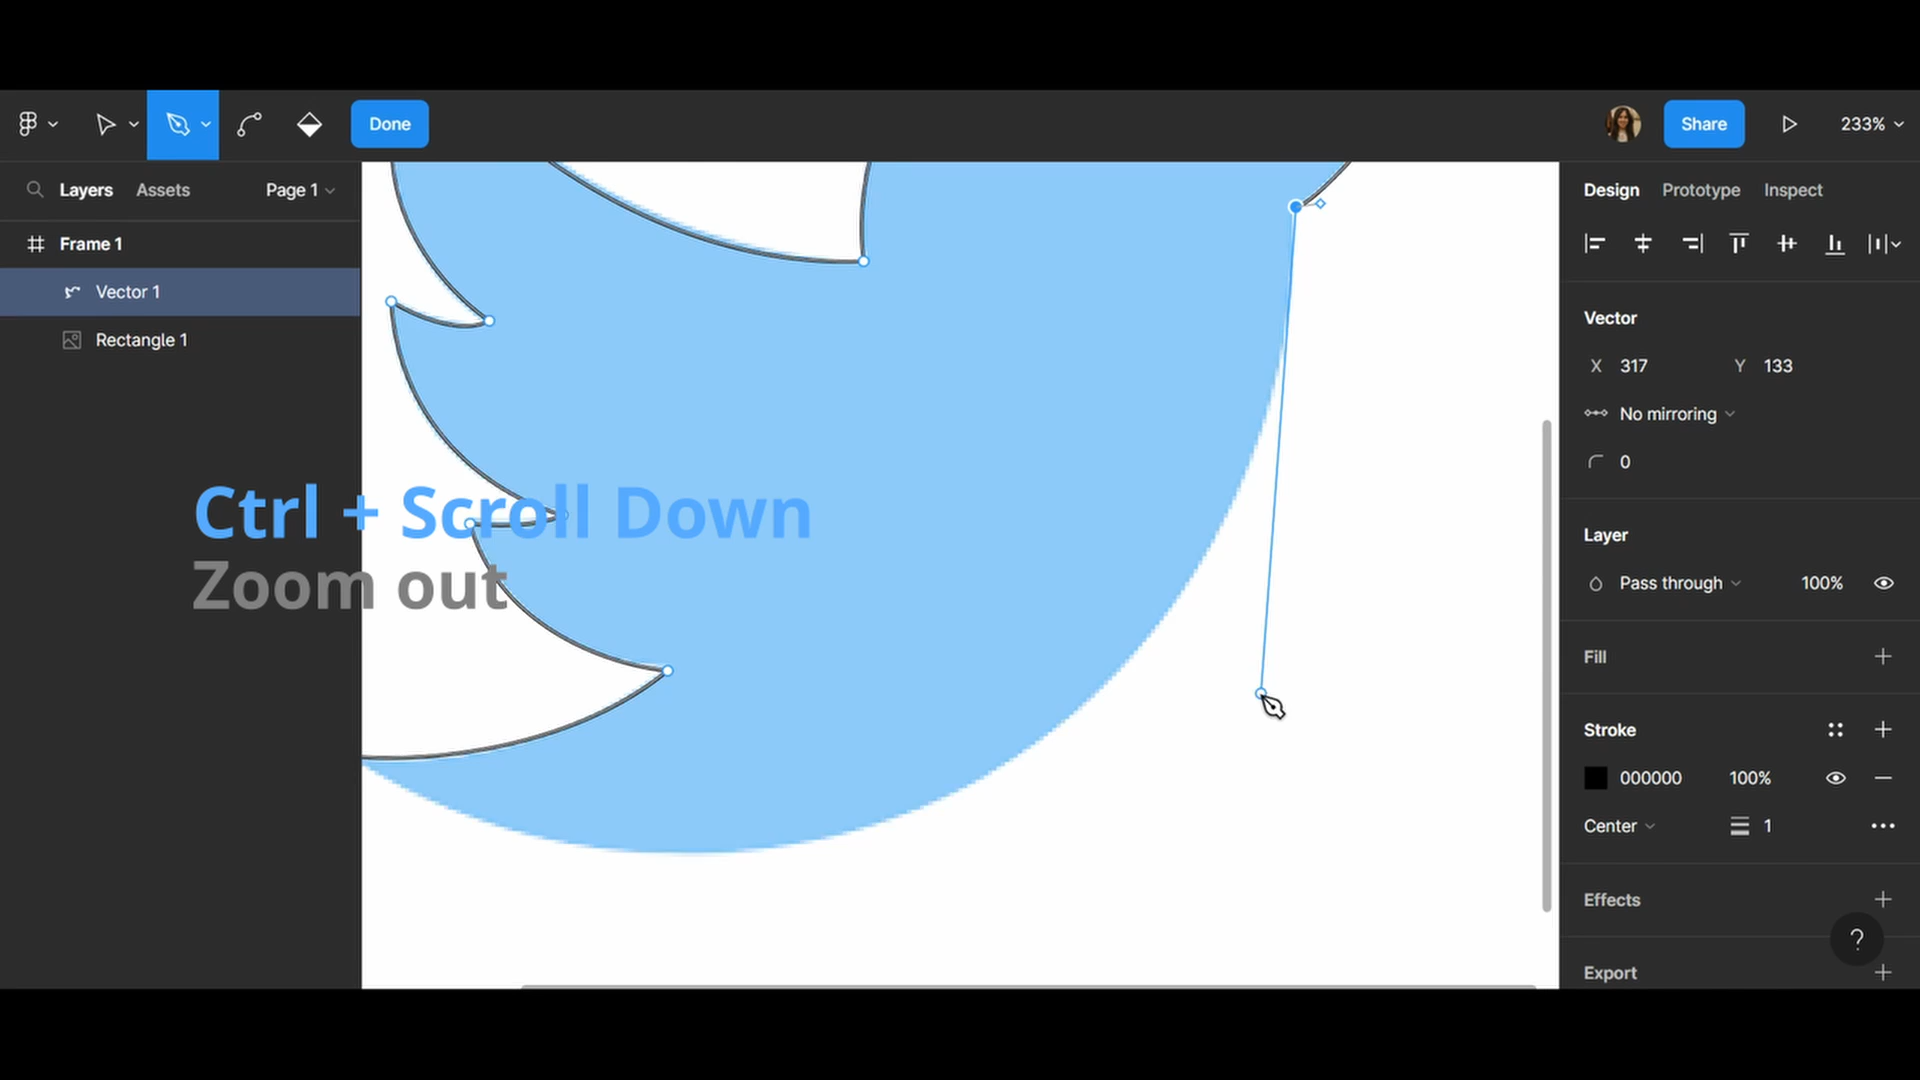 Done
Share
233%
Layers
Assets
Page 1
Design
Prototype
Inspect
Frame 1
Vector 1
Rectangle 1
Vector
X 317
Y 133
No mirroring
0
Ctrl + Scroll Down
Zoom out
Layer
Pass through
100%
Fill
Stroke
000000
100%
Center
1
Effects
?
Export